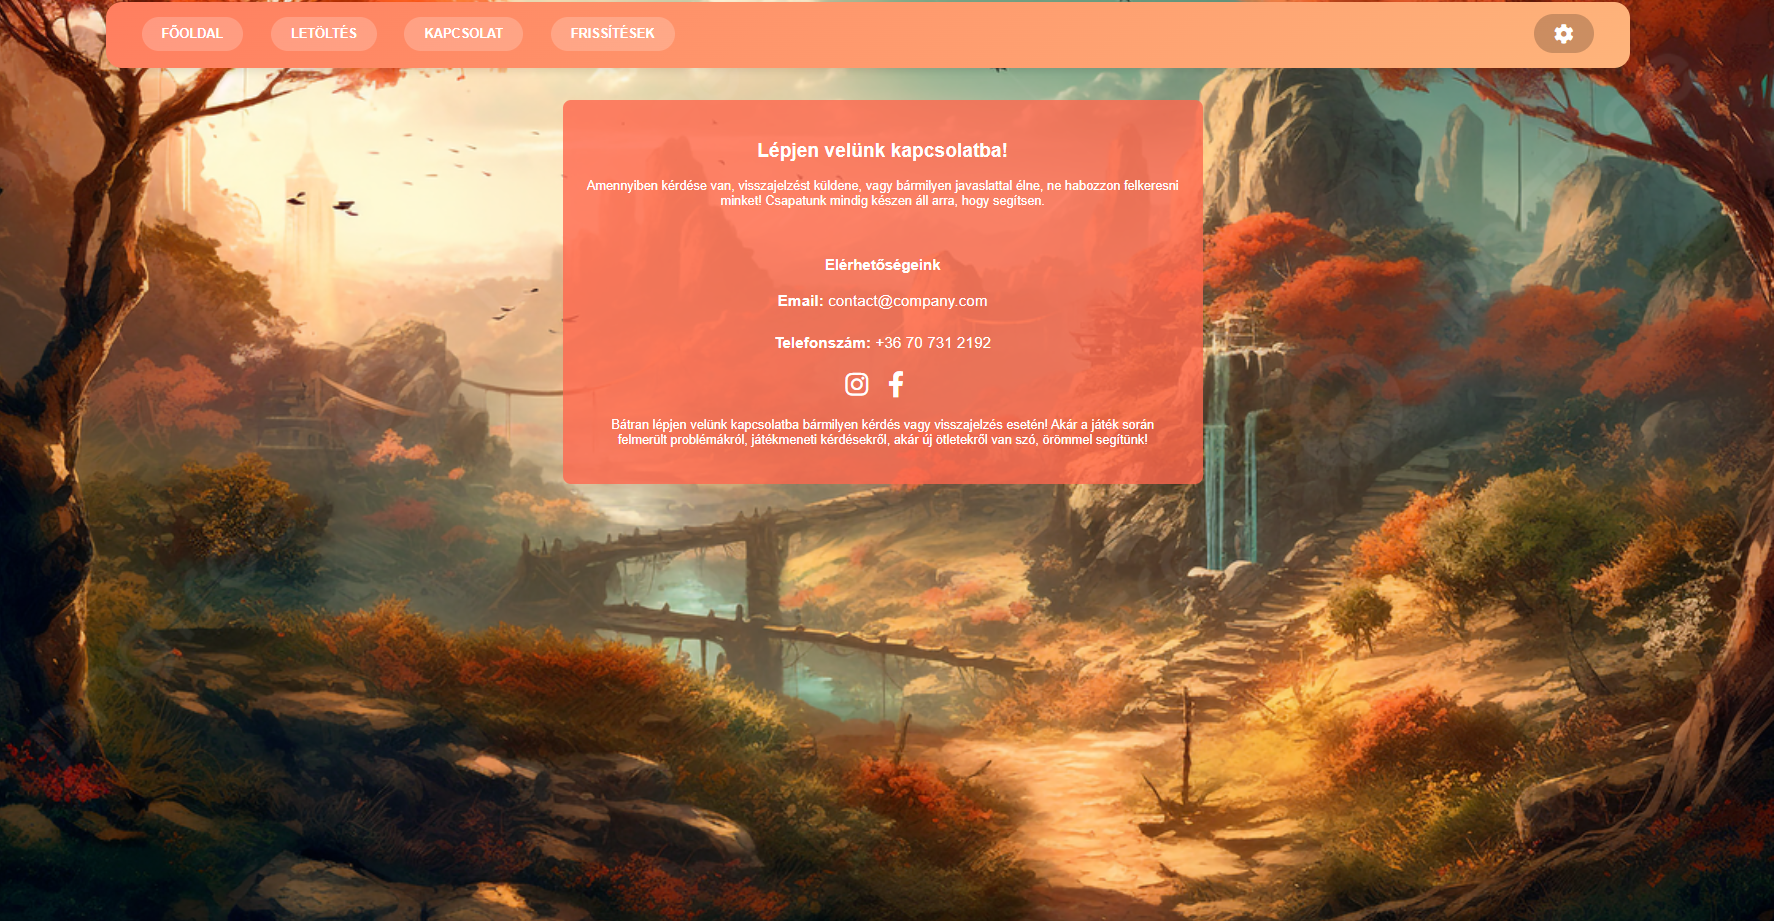 FŐOLDAL LETÖLTÉS KAPCSOLAT FRISSÍTÉSEK
Lépjen velünk kapcsolatba!
Amennyiben kérdése van, visszajelzést küldene, vagy bármilyen javaslattal élne, ne habozzon felkeresni
minket! Csapatunk mindig készen áll arra, hogy segítsen.
Elérhetőségeink
Email: contact@company.com
Telefonszám: +36 70 731 2192
Bátran lépjen velünk kapcsolatba bármilyen kérdés vagy visszajelzés esetén! Akár a játék során
felmerült problémákról, játékmeneti kérdésekről, akár új ötletekről van szó, örömmel segítünk!